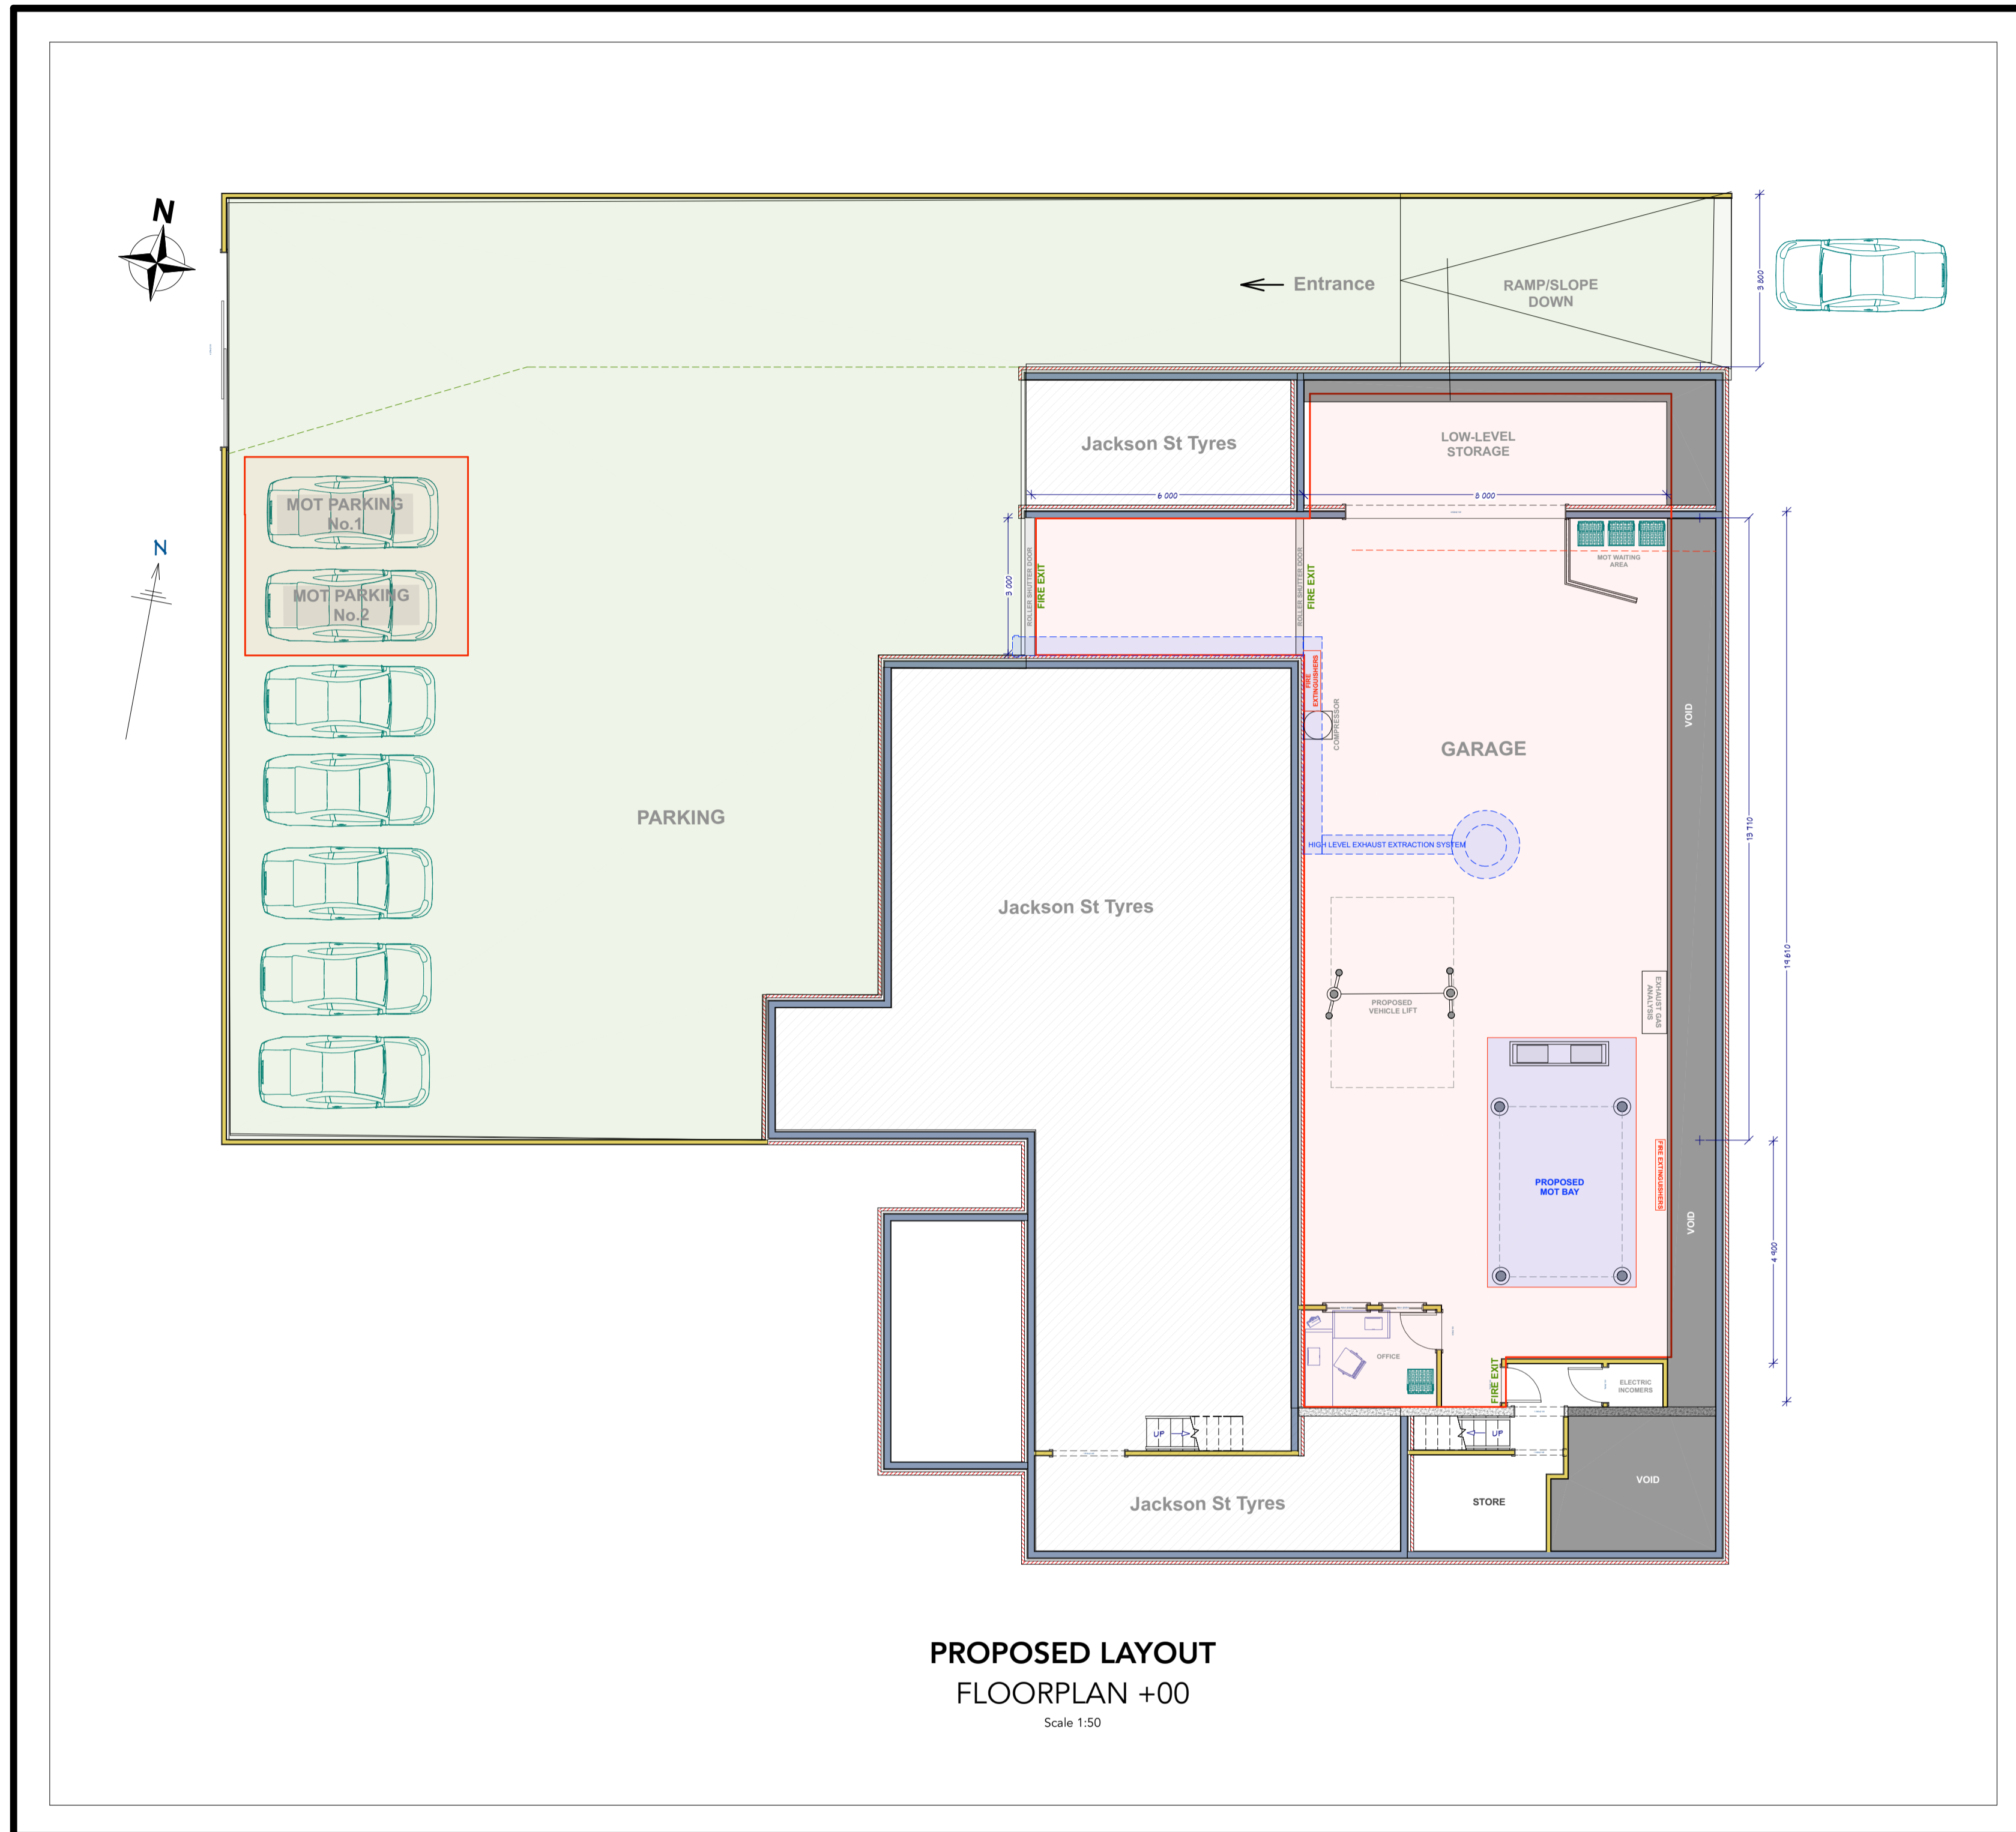 N
Entrance
RAMP/SLOPE
DOWN
3 800
Jackson St Tyres
LOW-LEVEL
STORAGE
6 000
8 000
MOT PARKING
No.1
N
MOT PARKING
No.2
3 000
ROLLER SHUTTER DOOR
FIRE EXIT
ROLLER SHUTTER DOOR
FIRE EXIT
MOT WAITING
AREA
FIRE
EXTINGUISHERS
COMPRESSOR
VOID
GARAGE
PARKING
HIGH LEVEL EXHAUST EXTRACTION SYSTEM
13 710
Jackson St Tyres
19 610
PROPOSED
VEHICLE LIFT
EXHAUST GAS
ANALYSIS
PROPOSED
MOT BAY
FIRE EXTINGUISHERS
VOID
4 900
OFFICE
FIRE EXIT
ELECTRIC
INCOMERS
UP
UP
VOID
Jackson St Tyres
STORE
PROPOSED LAYOUT
FLOORPLAN +00
Scale 1:50